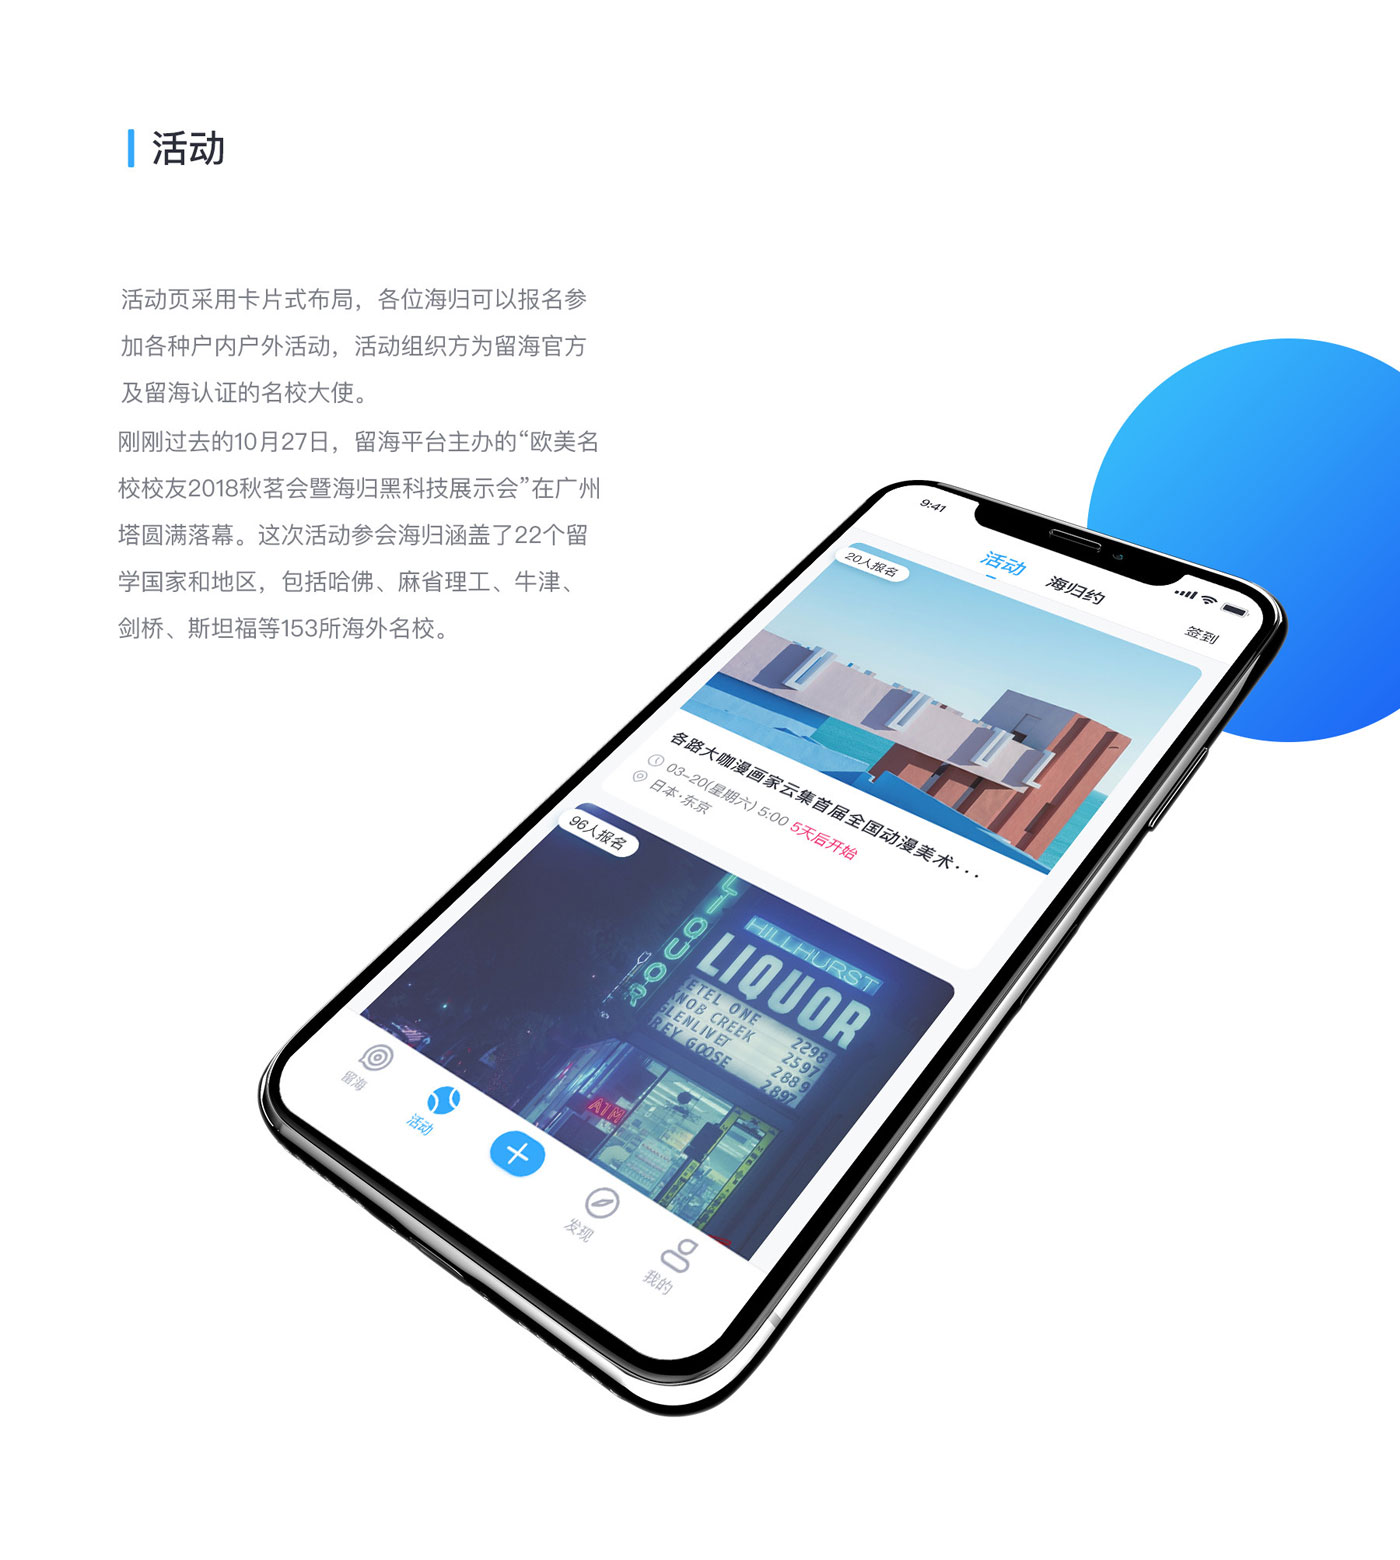 活动
活动页采用卡片式布局，各位海归可以报名参
加各种户内户外活动，活动组织方为留海官方
及留海认证的名校大使。
刚刚过去的10月27日，留海平台主办的“欧美名
校校友2018秋茗会暨海归黑科技展示会”在广州
塔圆满落幕。这次活动参会海归涵盖了22个留
学国家和地区，包括哈佛、麻省理工、牛津、
剑桥、斯坦福等153所海外名校。
9:41
活动
海归约
签到
20人报名
各路大咖漫画家云集首届全国动漫美术···
03-20(星期六) 5:00 5天后开始
日本·东京
96人报名
LIQUOR
HILLHURST
LIQUOR
ETEL ONE 2298
KNOB CREEK 2597
GLENLIVET 2889
REY GOOSE 2897
ATM
留海
活动
发现
我的